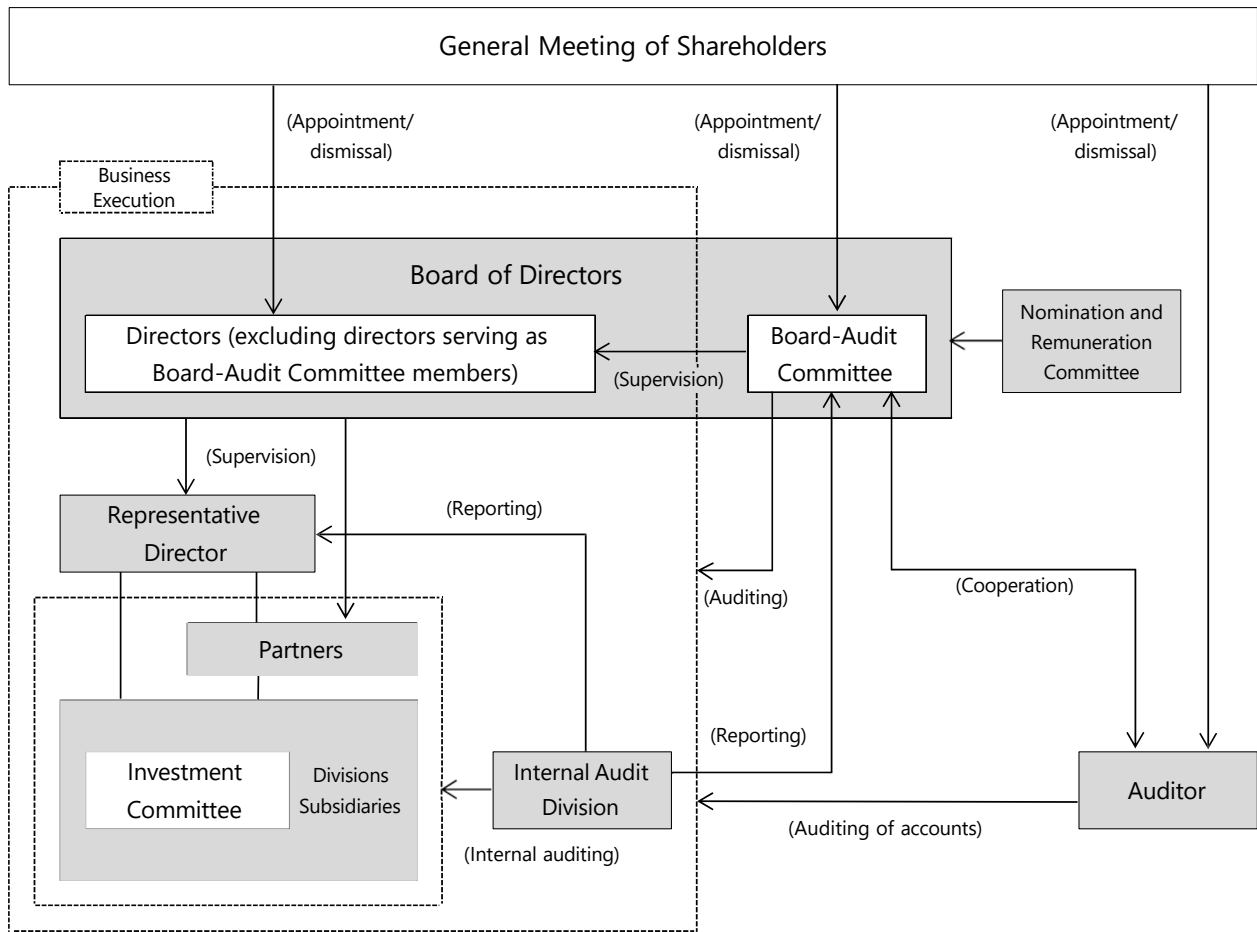 General Meeting of Shareholders
(Appointment/
dismissal)
(Appointment/
dismissal)
(Appointment/
dismissal)
Business
Execution
Board of Directors
Directors (excluding directors serving as
Board-Audit Committee members)
(Supervision)
Board-Audit
Committee
Nomination and
Remuneration
Committee
(Supervision)
Representative
Director
(Reporting)
(Auditing)
(Cooperation)
Partners
Investment
Committee
Divisions
Subsidiaries
Internal Audit
Division
(Reporting)
Auditor
(Auditing of accounts)
(Internal auditing)